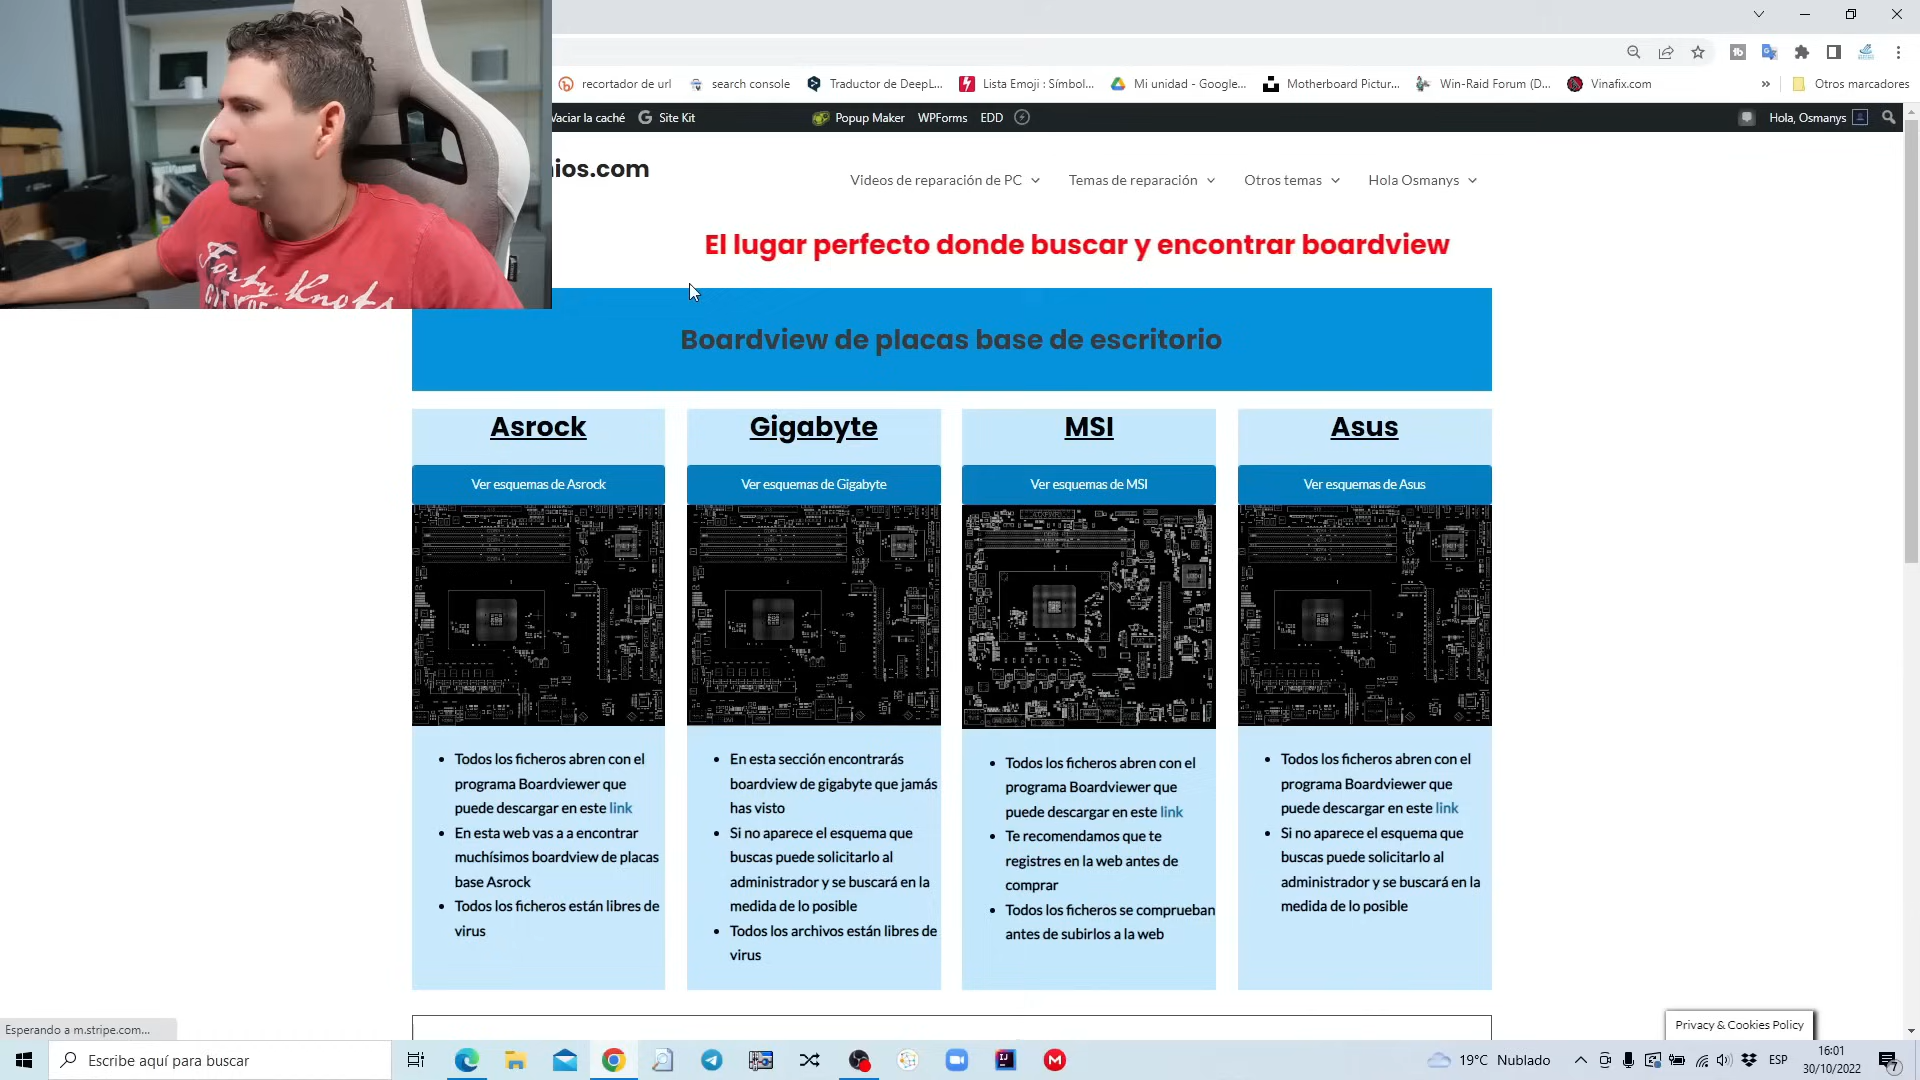 recortador de url
search console
Traductor de DeepL...
Lista Emoji : Símbol...
Mi unidad - Google...
Motherboard Pictur...
Win-Raid Forum (D...
Vinafix.com
»
Otros marcadores
Vaciar la caché
Site Kit
Popup Maker
WPForms
EDD
Hola, Osmanys
ios.com
Videos de reparación de PC
Temas de reparación
Otros temas
Hola Osmanys
El lugar perfecto donde buscar y encontrar boardview
Boardview de placas base de escritorio
Asrock
Ver esquemas de Asrock
Todos los ficheros abren con el
programa Boardviewer que
puede descargar en este link
En esta web vas a a encontrar
muchísimos boardview de placas
base Asrock
Todos los ficheros están libres de
virus
Gigabyte
Ver esquemas de Gigabyte
En esta sección encontrarás
boardview de gigabyte que jamás
has visto
Si no aparece el esquema que
buscas puede solicitarlo al
administrador y se buscará en la
medida de lo posible
Todos los archivos están libres de
virus
MSI
Ver esquemas de MSI
Todos los ficheros abren con el
programa Boardviewer que
puede descargar en este link
Te recomendamos que te
registres en la web antes de
comprar
Todos los ficheros se comprueban
antes de subirlos a la web
Asus
Ver esquemas de Asus
Todos los ficheros abren con el
programa Boardviewer que
puede descargar en este link
Si no aparece el esquema que
buscas puede solicitarlo al
administrador y se buscará en la
medida de lo posible
Esperando a m.stripe.com...
Privacy & Cookies Policy
Escribe aquí para buscar
19°C Nublado
ESP
16:01
30/10/2022
7